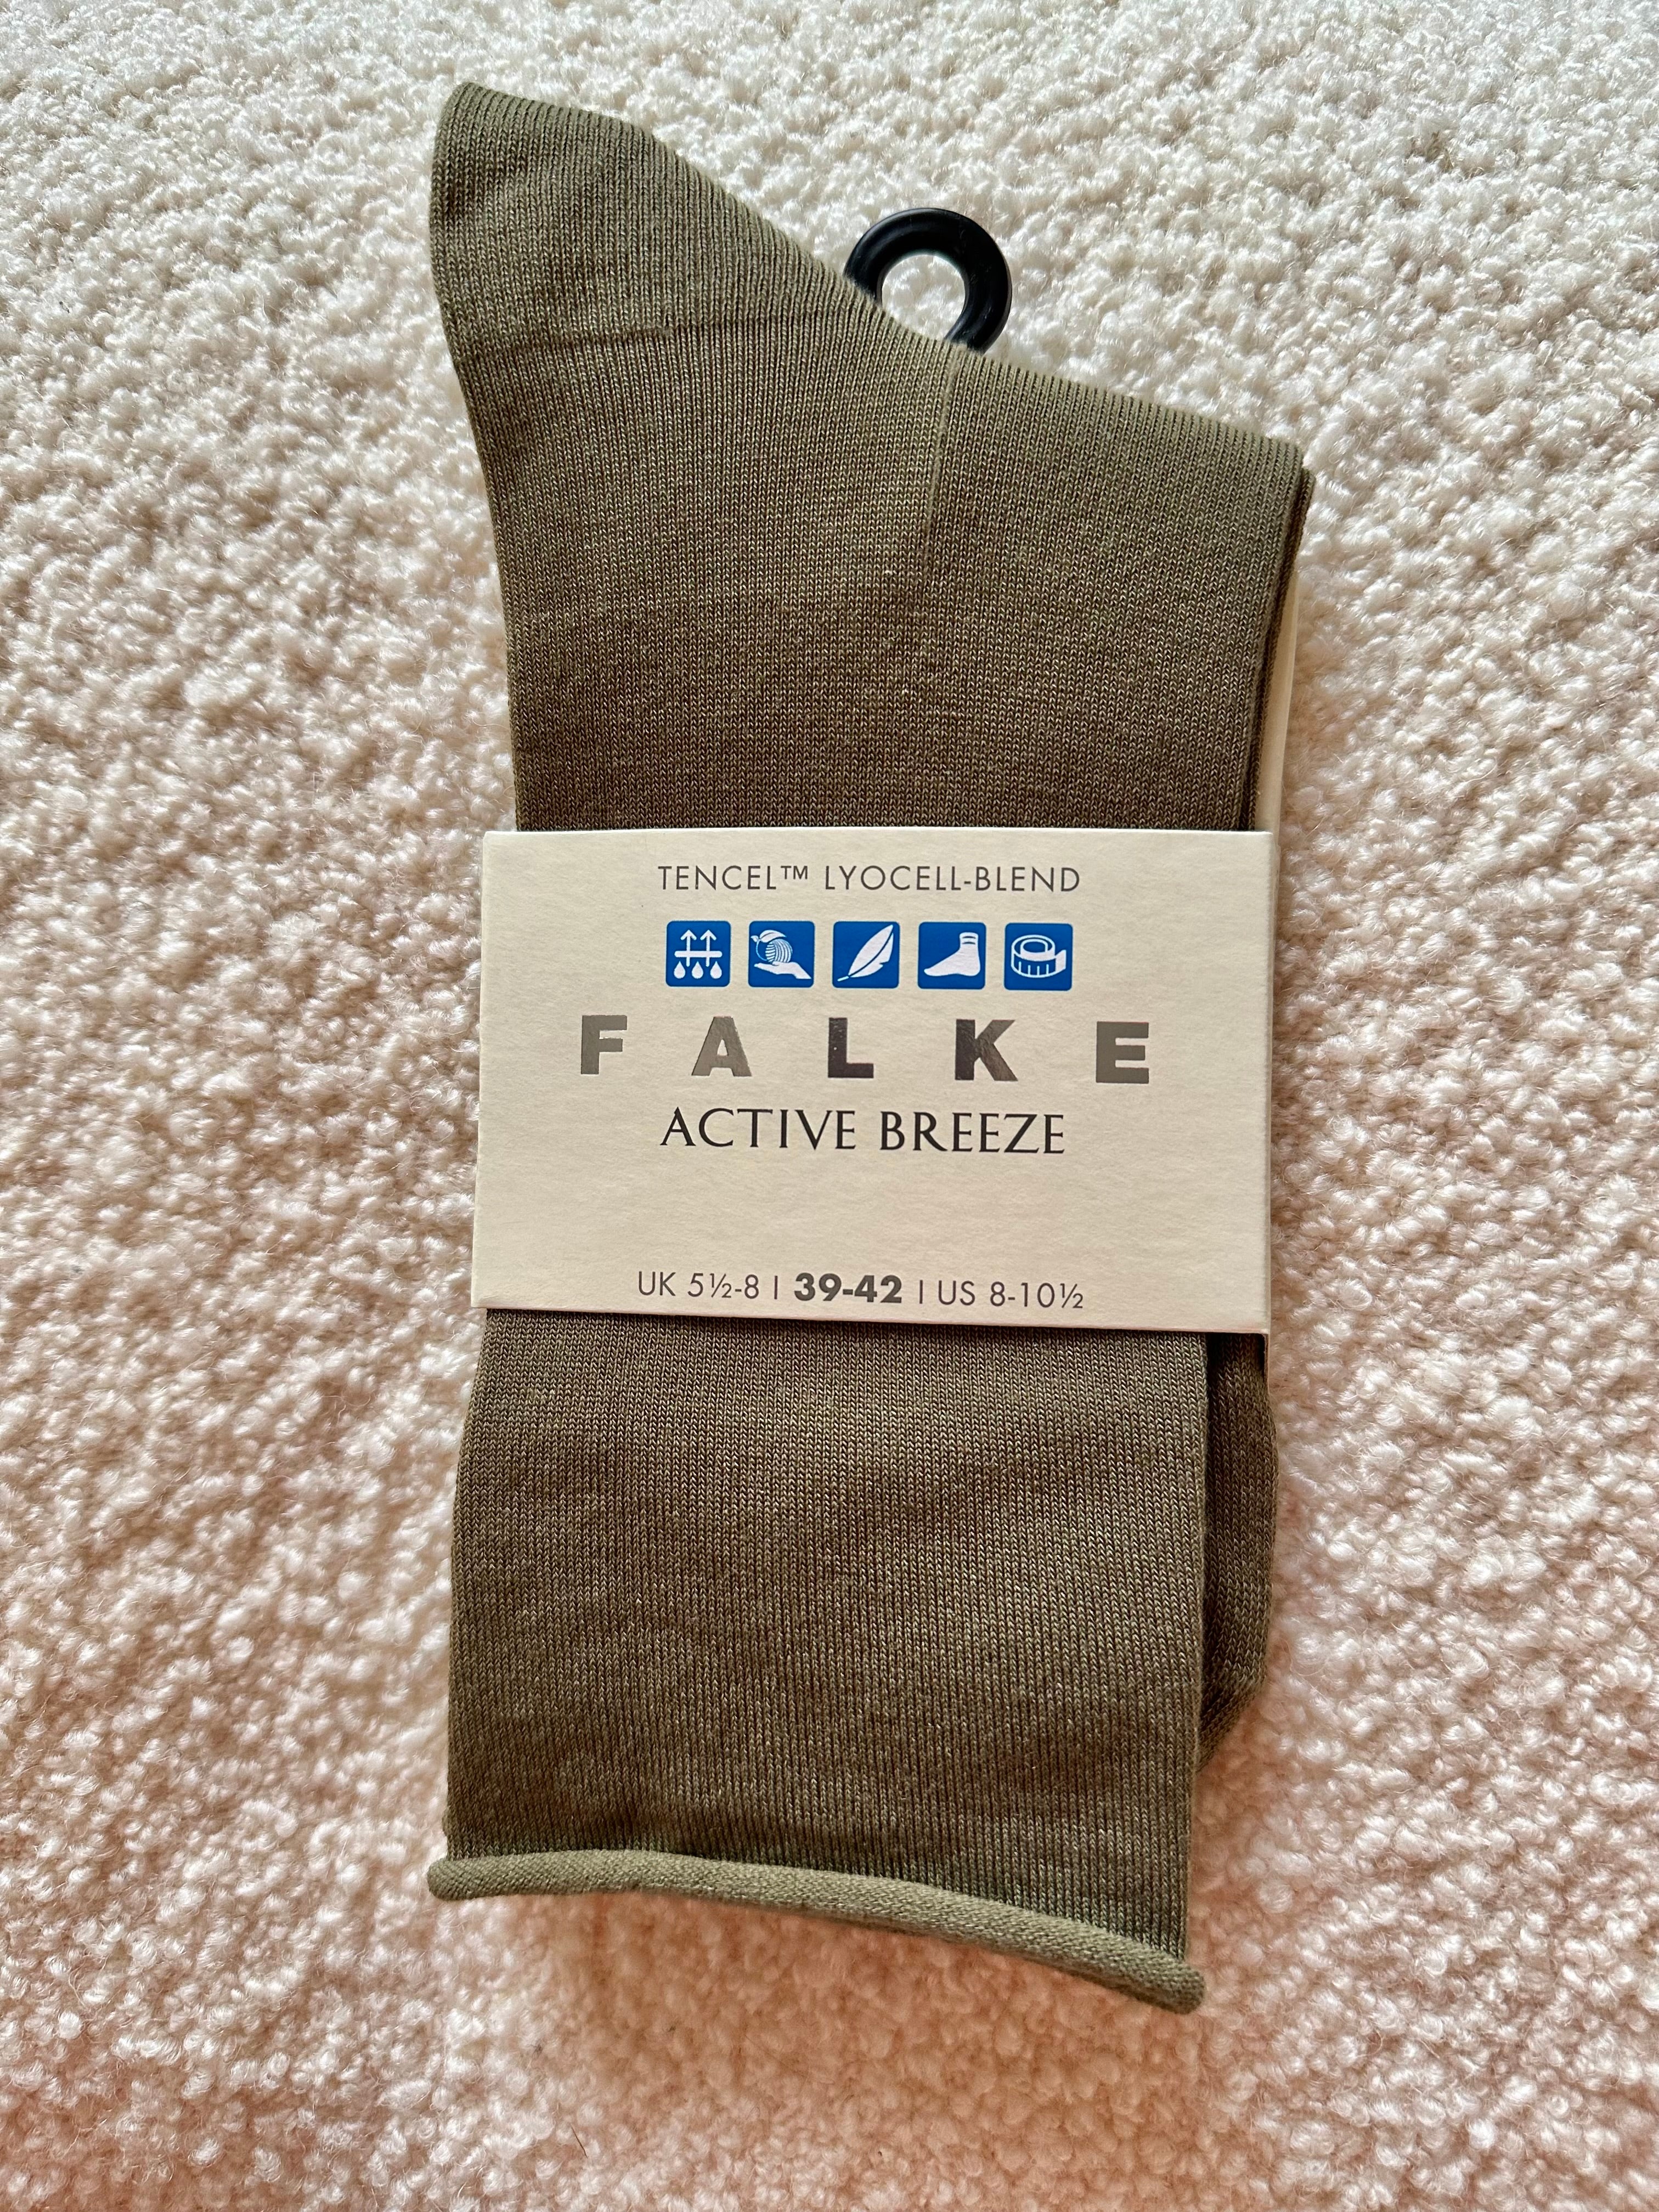 TENCEL™ LYOCELL-BLEND
FALKE
ACTIVE BREEZE
UK 5½-8 | 39-42 | US 8-10½